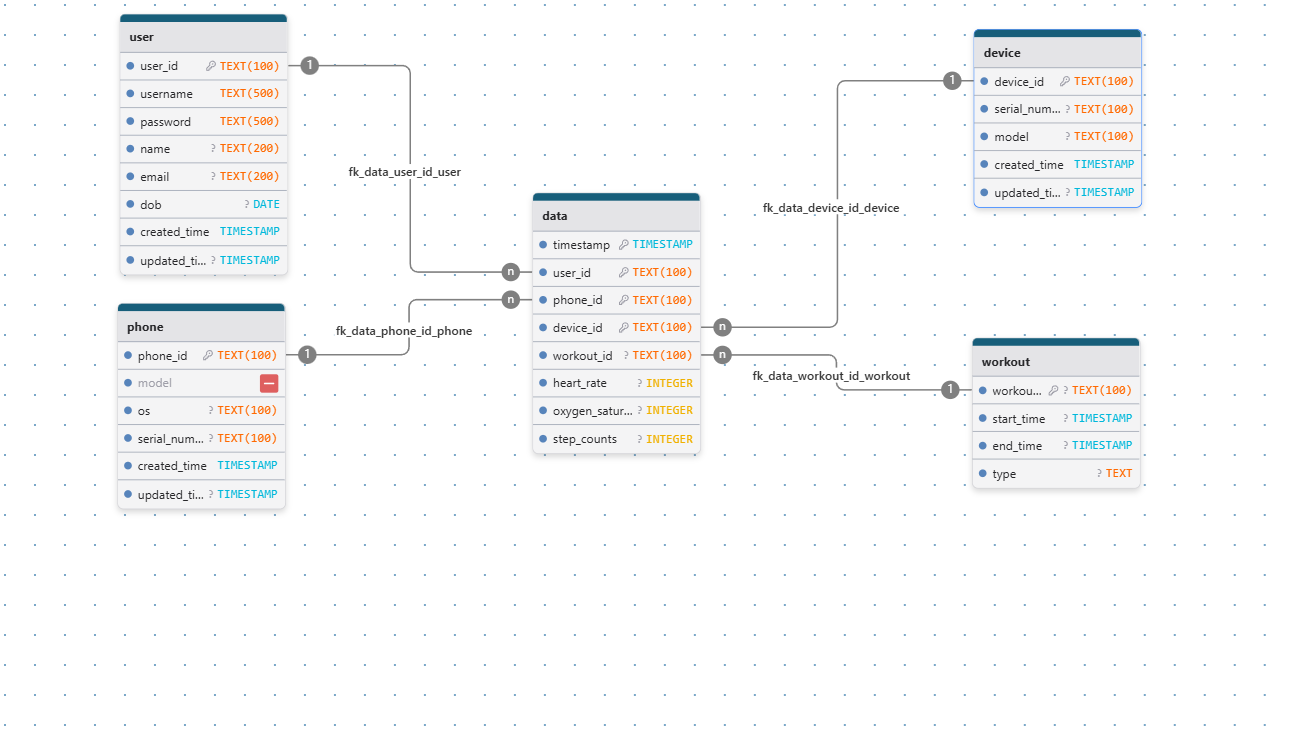 user
user_id TEXT(100)
username TEXT(500)
password TEXT(500)
name ? TEXT(200)
email ? TEXT(200)
dob ? DATE
created_time TIMESTAMP
updated_ti... ? TIMESTAMP
1
fk_data_user_id_user
n
phone
phone_id TEXT(100)
model
os ? TEXT(100)
serial_num... ? TEXT(100)
created_time TIMESTAMP
updated_ti... ? TIMESTAMP
1
fk_data_phone_id_phone
n
data
timestamp TIMESTAMP
user_id TEXT(100)
phone_id TEXT(100)
device_id TEXT(100)
workout_id ? TEXT(100)
heart_rate ? INTEGER
oxygen_satur... ? INTEGER
step_counts ? INTEGER
n
fk_data_device_id_device
1
n
fk_data_workout_id_workout
1
device
device_id TEXT(100)
serial_num... ? TEXT(100)
model ? TEXT(100)
created_time TIMESTAMP
updated_ti... ? TIMESTAMP
workout
workou... ? TEXT(100)
start_time ? TIMESTAMP
end_time ? TIMESTAMP
type ? TEXT